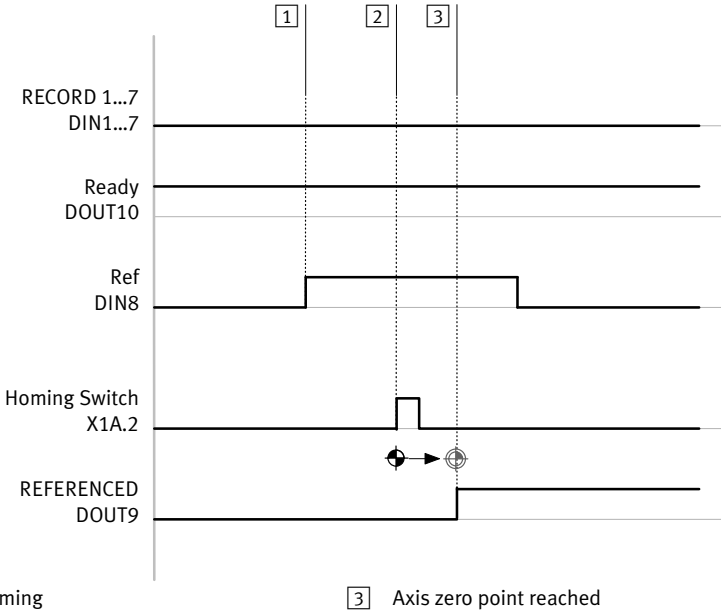 1 2 3
RECORD 1...7
DIN1...7
Ready
DOUT10
Ref
DIN8
Homing Switch
X1A.2
REFERENCED
DOUT9
ming
3 Axis zero point reached